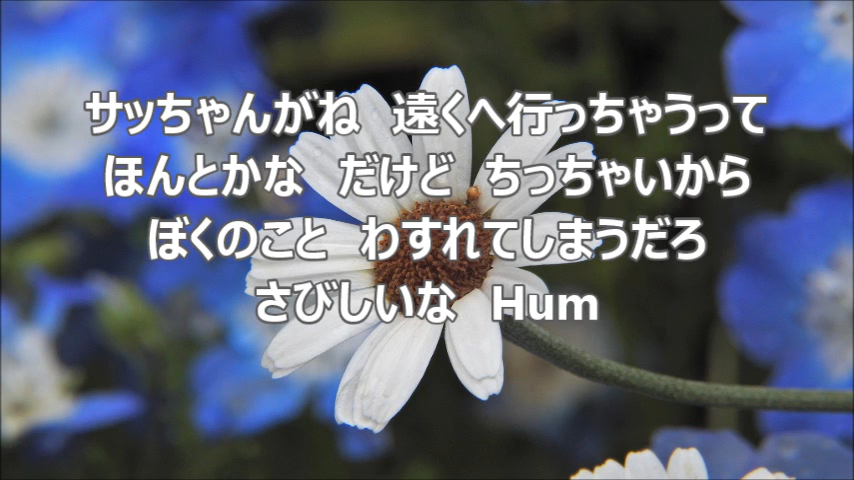 サッちゃんがね　遠くへ行っちゃうって
ほんとかな　だけど　ちっちゃいから
ぼくのこと　わすれてしまうだろ
さびしいな　Hum